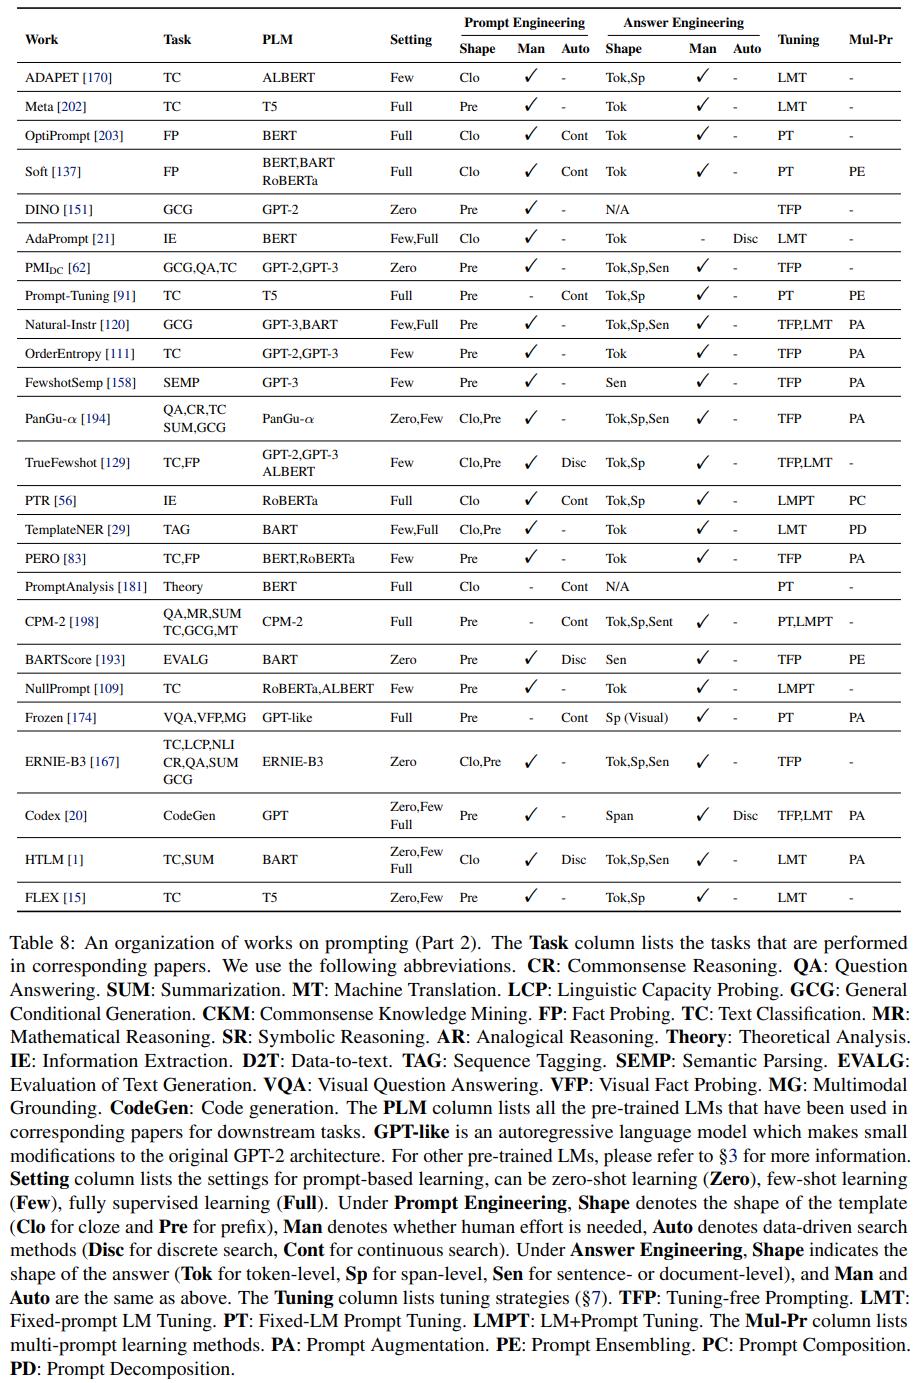 Prompt Engineering Answer Engineering
Work Task PLM Setting Shape Man Auto Shape Man Auto Tuning Mul-Pr
ADAPET [170] TC ALBERT Few Clo ✓ - Tok,Sp ✓ - LMT -
Meta [202] TC T5 Full Pre ✓ - Tok ✓ - LMT -
OptiPrompt [203] FP BERT Full Clo ✓ Cont Tok ✓ - PT -
Soft [137] FP BERT,BART RoBERTa Full Clo ✓ Cont Tok ✓ - PT PE
DINO [151] GCG GPT-2 Zero Pre ✓ - N/A TFP -
AdaPrompt [21] IE BERT Few,Full Clo ✓ - Tok - Disc LMT -
PMI_DC [62] GCG,QA,TC GPT-2,GPT-3 Zero Pre ✓ - Tok,Sp,Sen ✓ - TFP -
Prompt-Tuning [91] TC T5 Full Pre - Cont Tok,Sp ✓ - PT PE
Natural-Instr [120] GCG GPT-3,BART Few,Full Pre ✓ - Tok,Sp,Sen ✓ - TFP,LMT PA
OrderEntropy [111] TC GPT-2,GPT-3 Few Pre ✓ - Tok ✓ - TFP PA
FewshotSemp [158] SEMP GPT-3 Few Pre ✓ - Sen ✓ - TFP PA
PanGu-α [194] QA,CR,TC SUM,GCG PanGu-α Zero,Few Clo,Pre ✓ - Tok,Sp,Sen ✓ - TFP PA
TrueFewshot [129] TC,FP GPT-2,GPT-3 ALBERT Few Clo,Pre ✓ Disc Tok,Sp ✓ - TFP,LMT -
PTR [56] IE RoBERTa Full Clo ✓ Cont Tok,Sp ✓ - LMPT PC
TemplateNER [29] TAG BART Few,Full Clo,Pre ✓ - Tok ✓ - LMT PD
PERO [83] TC,FP BERT,RoBERTa Few Pre ✓ - Tok ✓ - TFP PA
PromptAnalysis [181] Theory BERT Full Clo - Cont N/A PT -
CPM-2 [198] QA,MR,SUM TC,GCG,MT CPM-2 Full Pre - Cont Tok,Sp,Sent ✓ - PT,LMPT -
BARTScore [193] EVALG BART Zero Pre ✓ Disc Sen ✓ - TFP PE
NullPrompt [109] TC RoBERTa,ALBERT Few Pre ✓ - Tok ✓ - LMPT -
Frozen [174] VQA,VFP,MG GPT-like Full Pre - Cont Sp (Visual) ✓ - PT PA
ERNIE-B3 [167] TC,LCP,NLI CR,QA,SUM GCG ERNIE-B3 Zero Clo,Pre ✓ - Tok,Sp,Sen ✓ - TFP -
Codex [20] CodeGen GPT Zero,Few Full Pre ✓ - Span ✓ Disc TFP,LMT PA
HTLM [1] TC,SUM BART Zero,Few Full Clo ✓ Disc Tok,Sp,Sen ✓ - LMT PA
FLEX [15] TC T5 Zero,Few Pre ✓ - Tok,Sp ✓ - LMT -
Table 8: An organization of works on prompting (Part 2). The Task column lists the tasks that are performed
in corresponding papers. We use the following abbreviations. CR: Commonsense Reasoning. QA: Question
Answering. SUM: Summarization. MT: Machine Translation. LCP: Linguistic Capacity Probing. GCG: General
Conditional Generation. CKM: Commonsense Knowledge Mining. FP: Fact Probing. TC: Text Classification. MR:
Mathematical Reasoning. SR: Symbolic Reasoning. AR: Analogical Reasoning. Theory: Theoretical Analysis.
IE: Information Extraction. D2T: Data-to-text. TAG: Sequence Tagging. SEMP: Semantic Parsing. EVALG:
Evaluation of Text Generation. VQA: Visual Question Answering. VFP: Visual Fact Probing. MG: Multimodal
Grounding. CodeGen: Code generation. The PLM column lists all the pre-trained LMs that have been used in
corresponding papers for downstream tasks. GPT-like is an autoregressive language model which makes small
modifications to the original GPT-2 architecture. For other pre-trained LMs, please refer to §3 for more information.
Setting column lists the settings for prompt-based learning, can be zero-shot learning (Zero), few-shot learning
(Few), fully supervised learning (Full). Under Prompt Engineering, Shape denotes the shape of the template
(Clo for cloze and Pre for prefix), Man denotes whether human effort is needed, Auto denotes data-driven search
methods (Disc for discrete search, Cont for continuous search). Under Answer Engineering, Shape indicates the
shape of the answer (Tok for token-level, Sp for span-level, Sen for sentence- or document-level), and Man and
Auto are the same as above. The Tuning column lists tuning strategies (§7). TFP: Tuning-free Prompting. LMT:
Fixed-prompt LM Tuning. PT: Fixed-LM Prompt Tuning. LMPT: LM+Prompt Tuning. The Mul-Pr column lists
multi-prompt learning methods. PA: Prompt Augmentation. PE: Prompt Ensembling. PC: Prompt Composition.
PD: Prompt Decomposition.